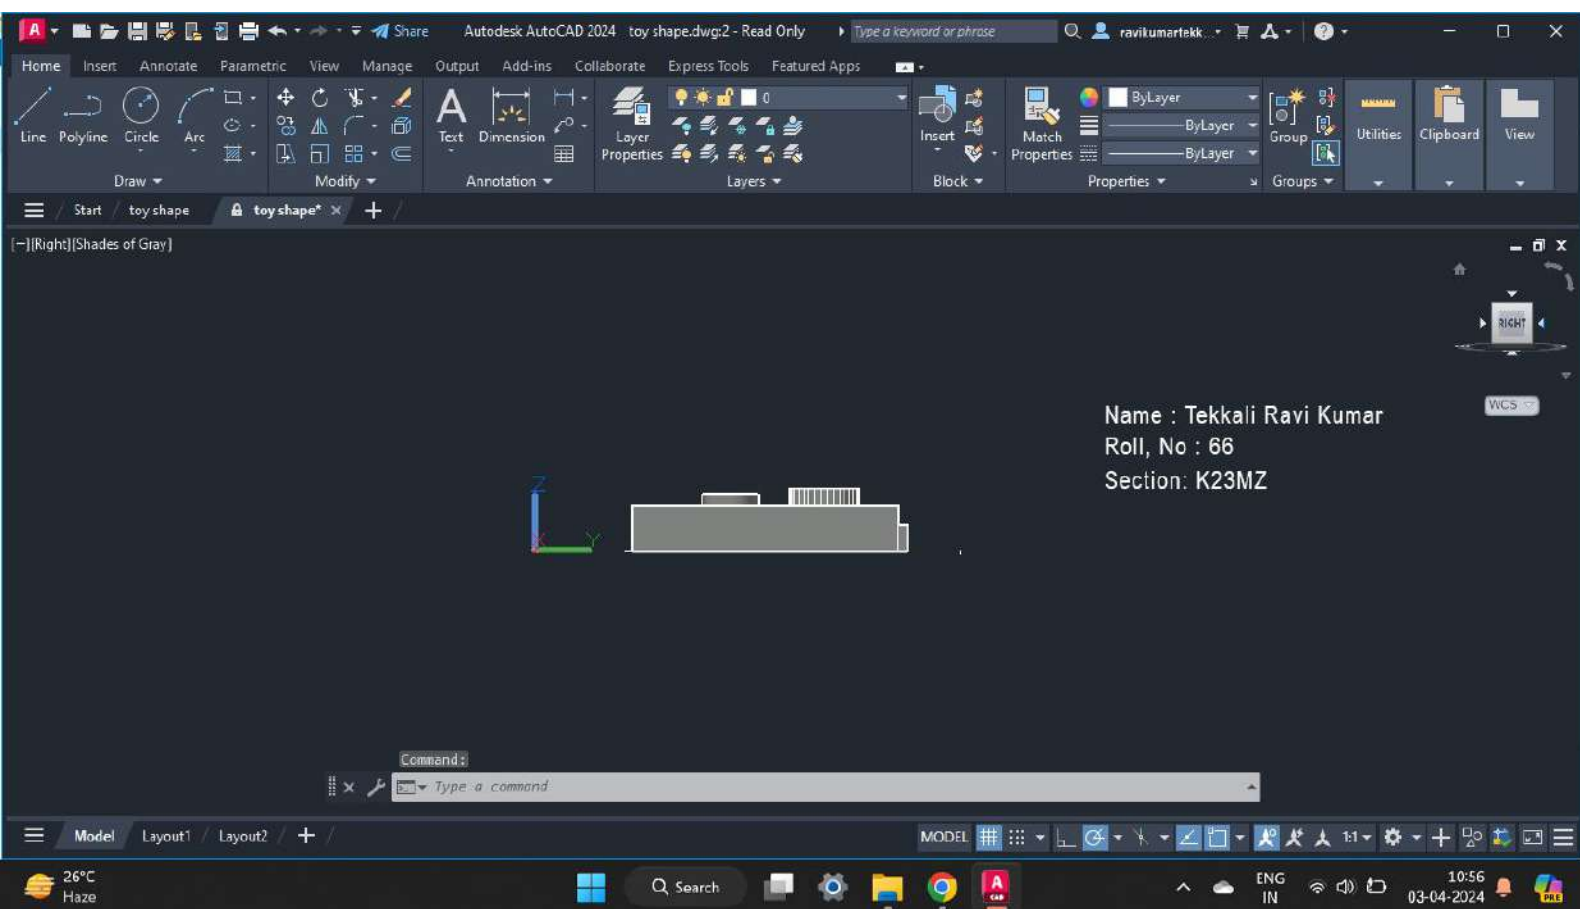 Share
Autodesk AutoCAD 2024 toy shape.dwg:2 - Read Only
Type a keyword or phrase
ravikumartekk...
Home Insert Annotate Parametric View Manage Output Add-ins Collaborate Express Tools Featured Apps
Line Polyline Circle Arc
Text Dimension
Layer Properties
0
Insert
Match Properties
ByLayer
ByLayer
ByLayer
Group
Utilities
Clipboard
View
Draw Modify Annotation Layers Block Properties Groups
Start toy shape toy shape*
[−][Right][Shades of Gray]
RIGHT
WCS
Name : Tekkali Ravi Kumar
Roll, No : 66
Section: K23MZ
Z
X Y
Command:
Type a command
Model Layout1 Layout2
MODEL
1:1
26°C
Haze
Search
ENG
IN
10:56
03-04-2024
PRE